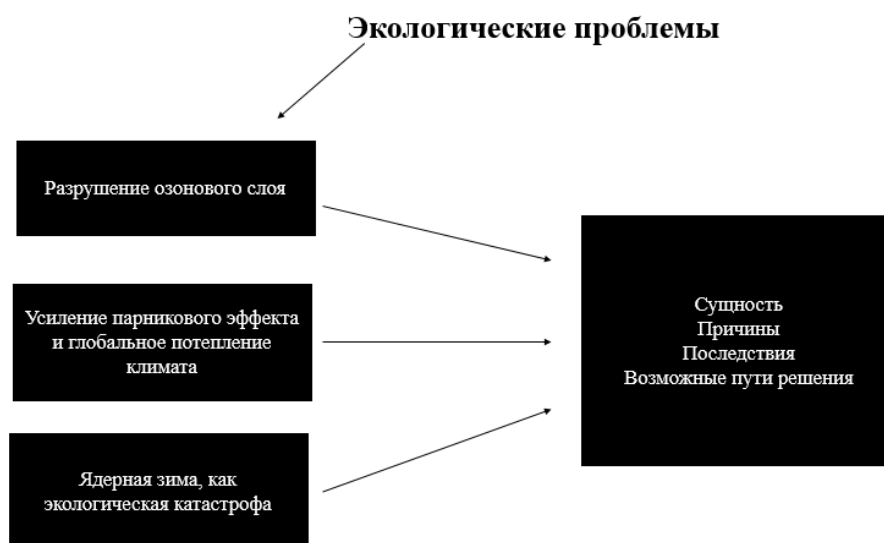 Экологические проблемы
Разрушение озонового слоя
Усиление парникового эффекта
и глобальное потепление
климата
Ядерная зима, как
экологическая катастрофа
Сущность
Причины
Последствия
Возможные пути решения